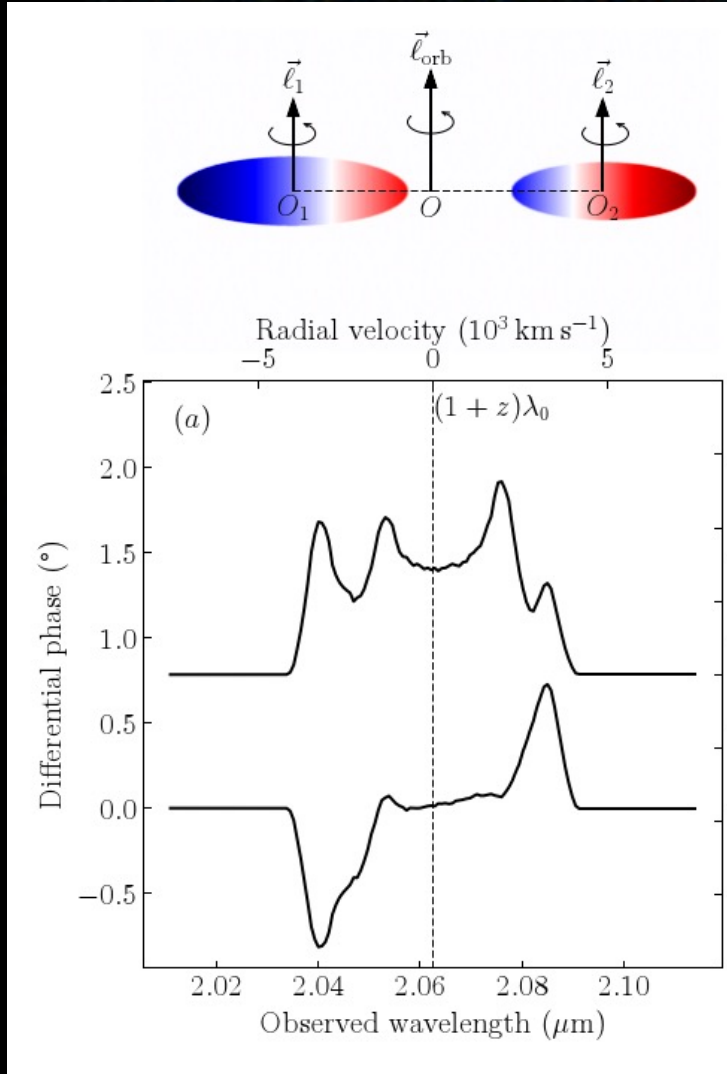 ℓ⃗_orb
ℓ⃗₁ ℓ⃗₂
O₁ O O₂
Radial velocity (10³ km s⁻¹)
−5 0 5
2.5
(a) (1 + z)λ₀
2.0
1.5
1.0
0.5
0.0
−0.5
Differential phase (°)
2.02 2.04 2.06 2.08 2.10
Observed wavelength (μm)